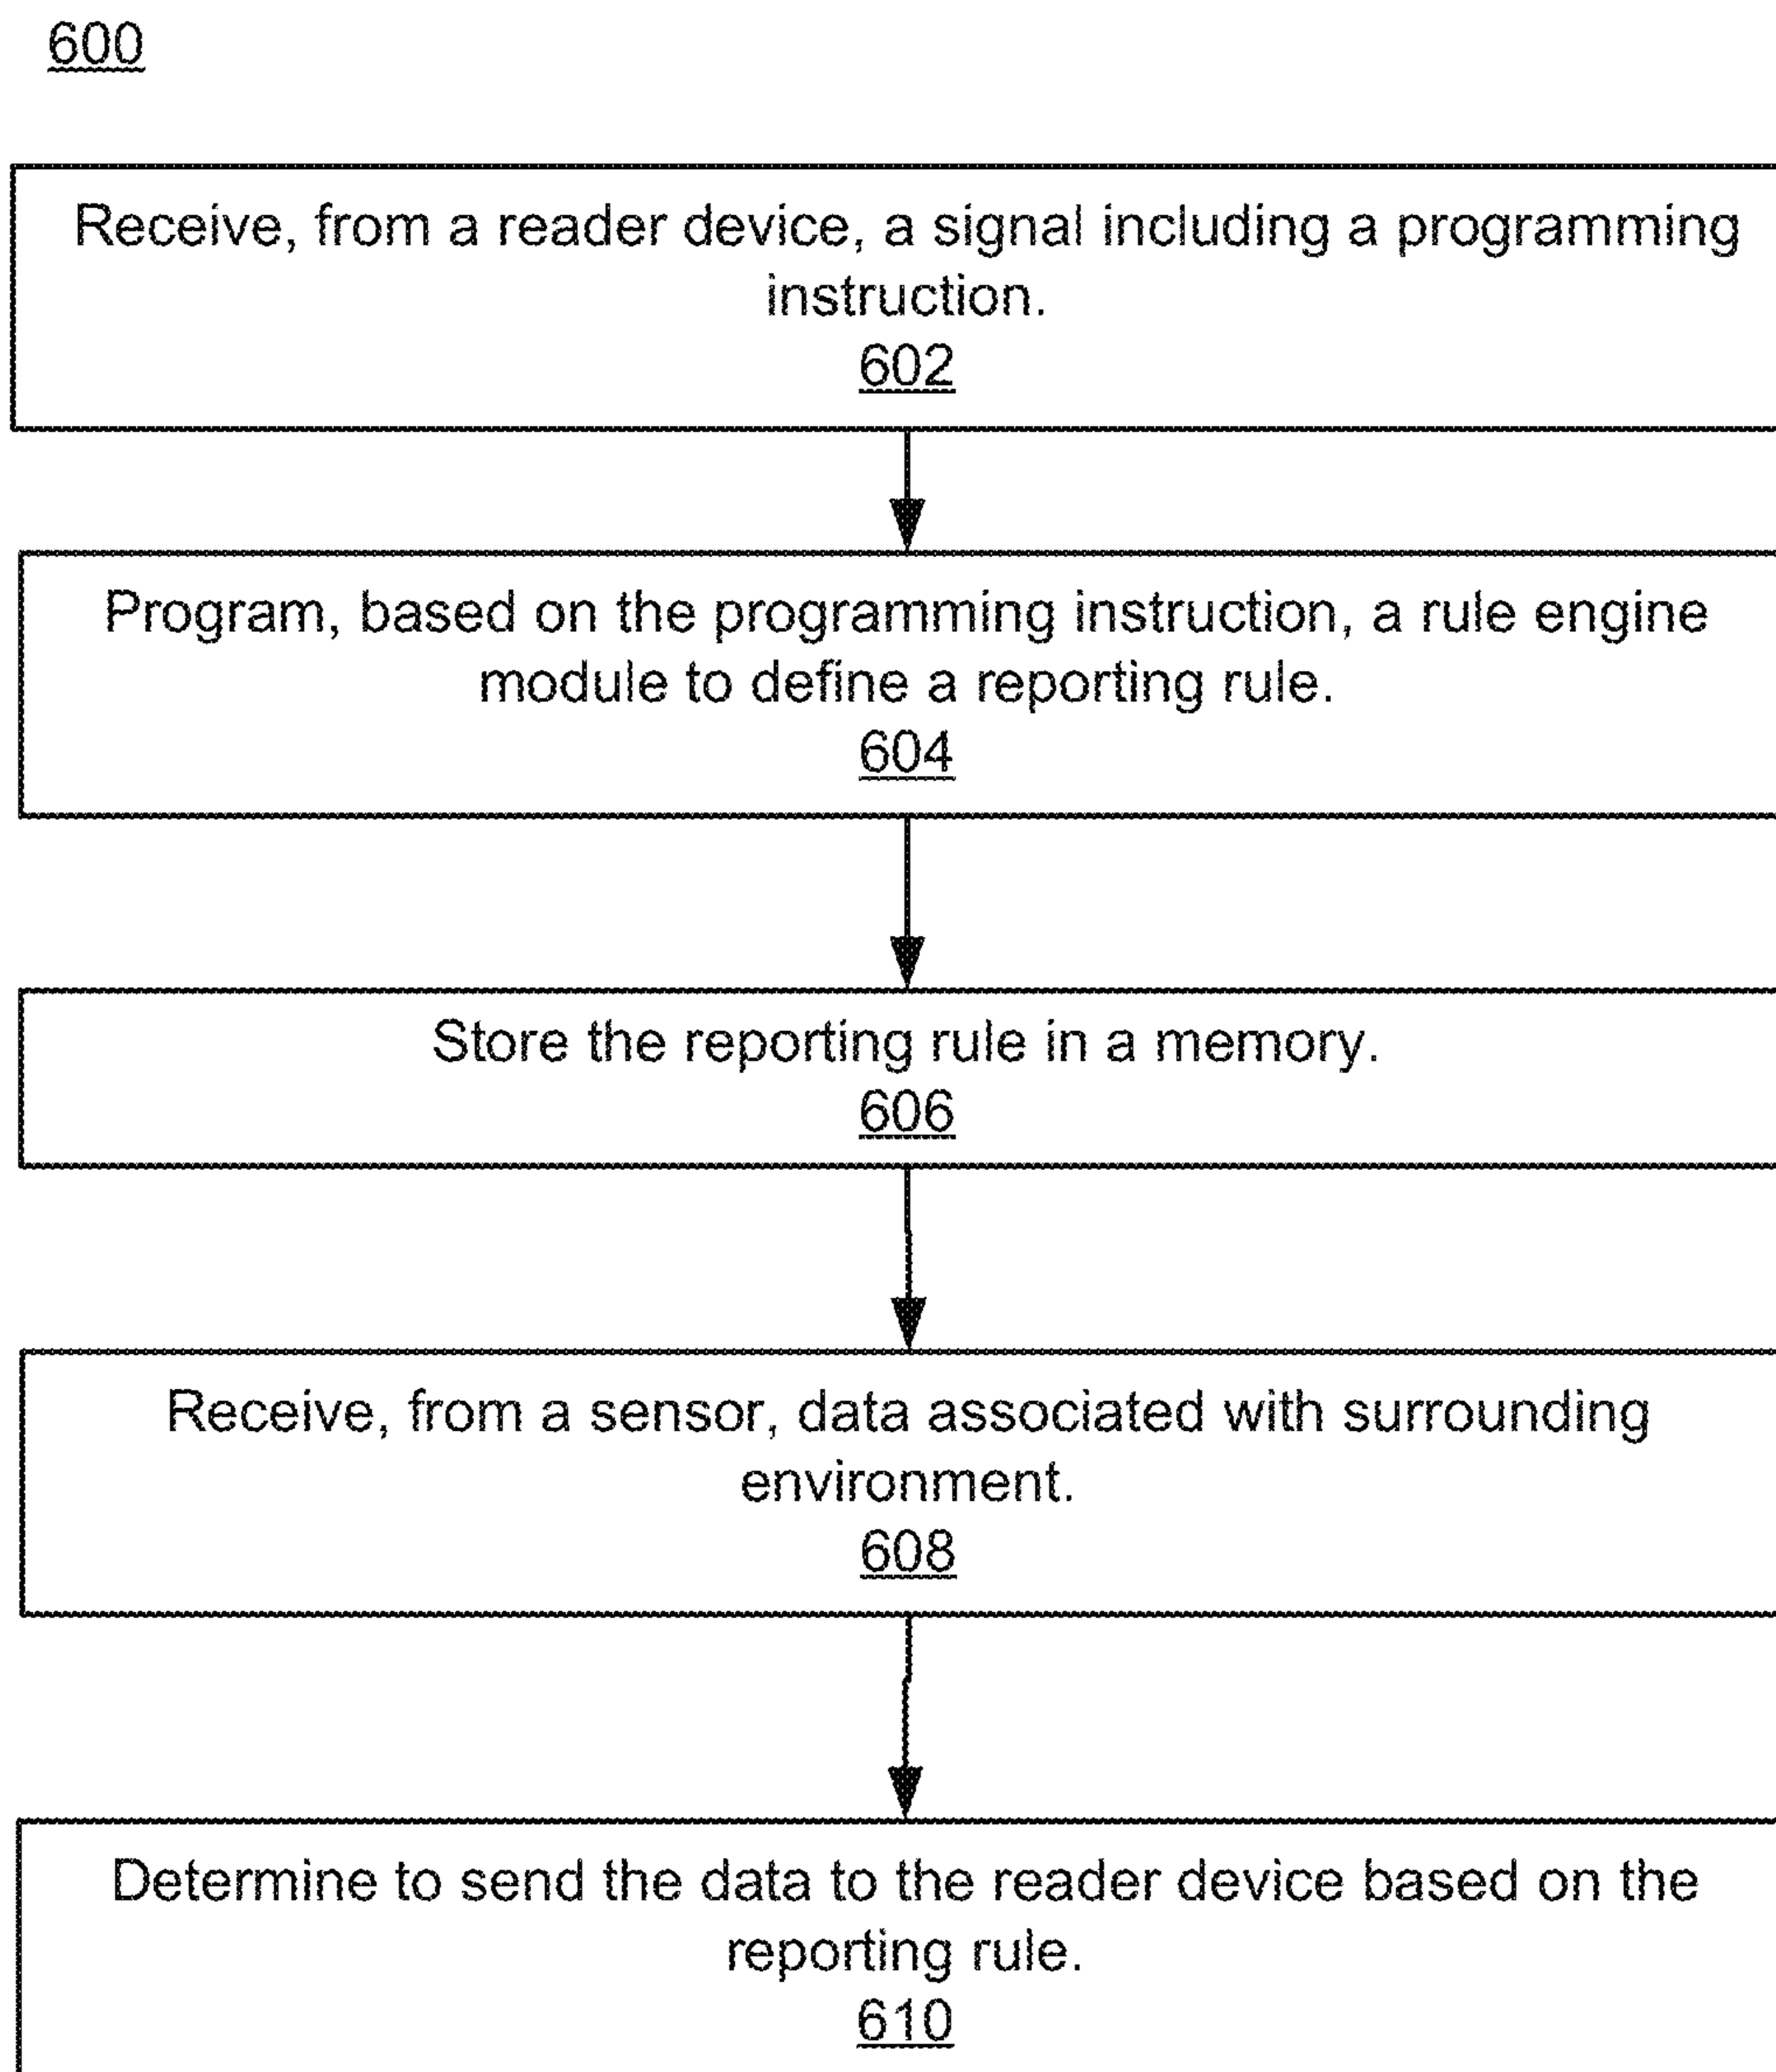 600
Receive, from a reader device, a signal including a programming
instruction.
602
Program, based on the programming instruction, a rule engine
module to define a reporting rule.
604
Store the reporting rule in a memory.
606
Receive, from a sensor, data associated with surrounding
environment.
608
Determine to send the data to the reader device based on the
reporting rule.
610